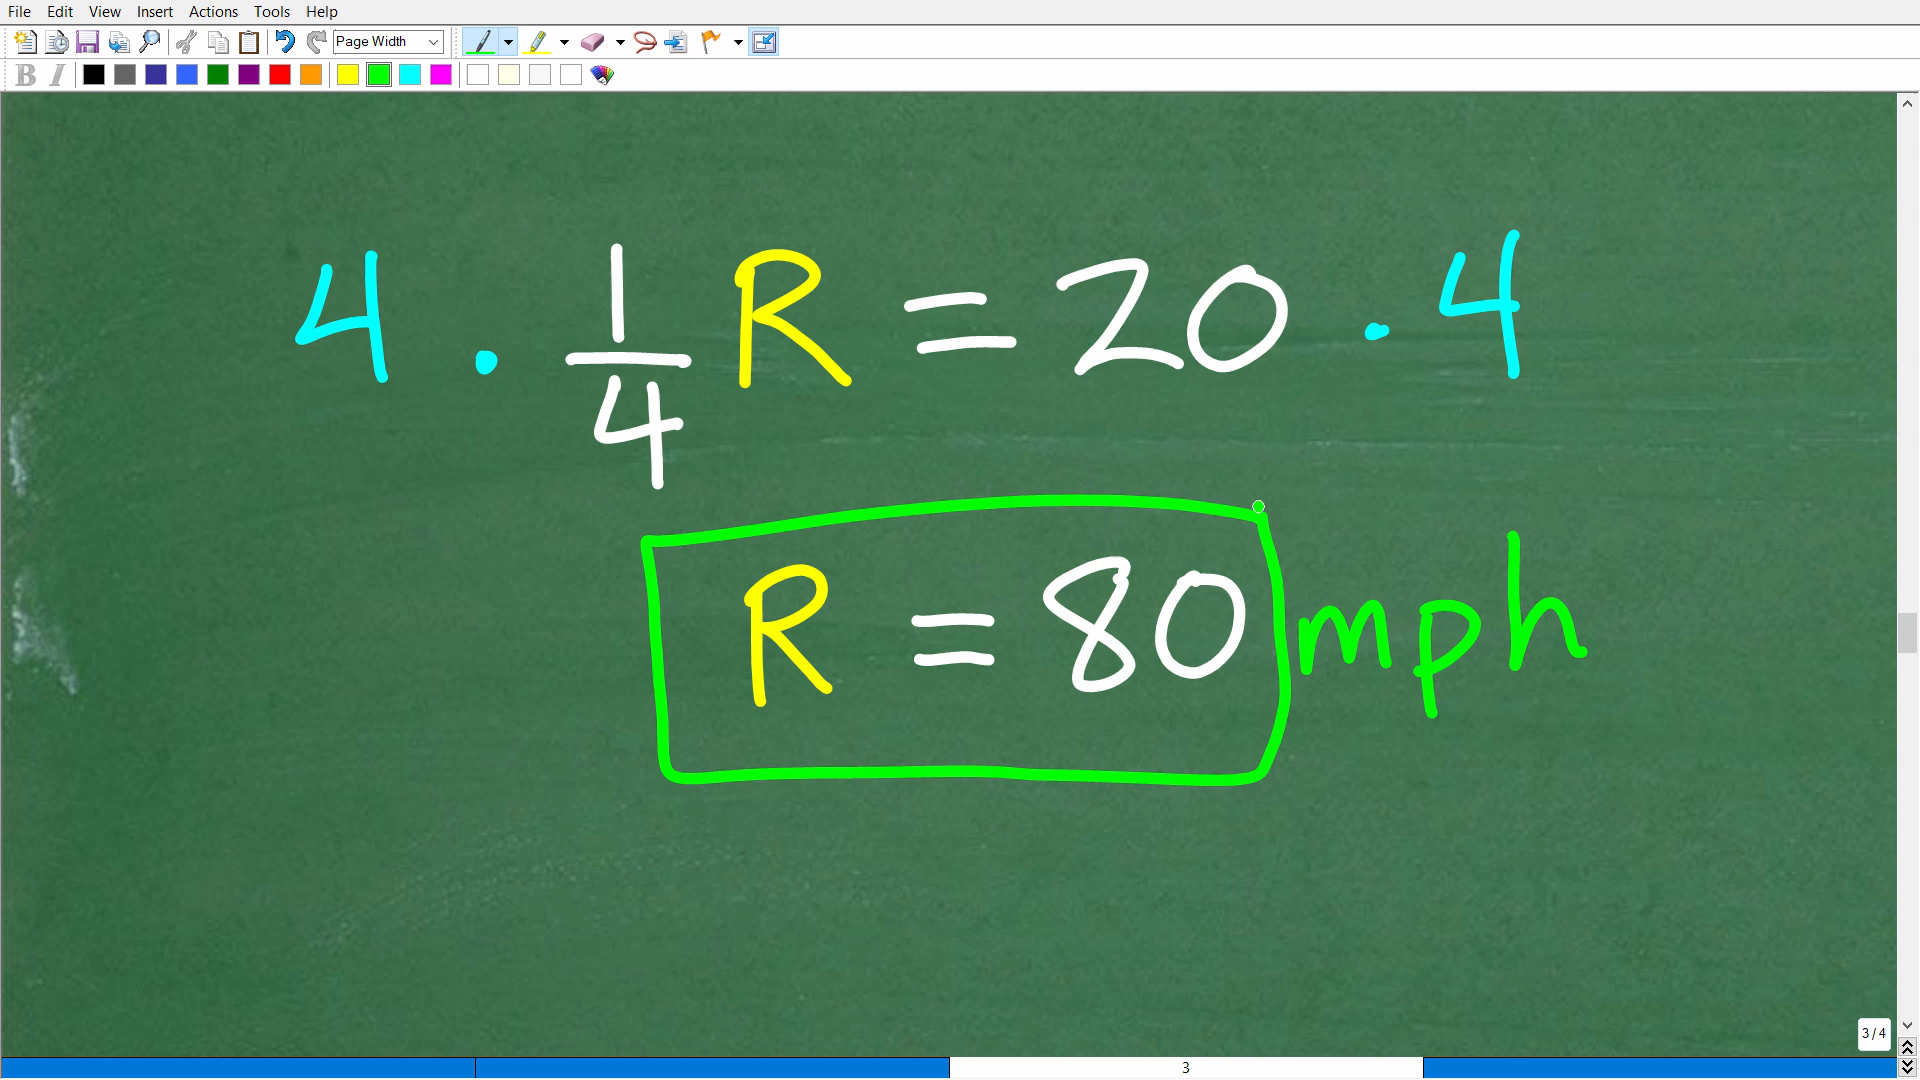 File Edit View Insert Actions Tools Help
Page Width
B I
4 · 1/4 R = 20 · 4
R = 80 mph
3 / 4
3